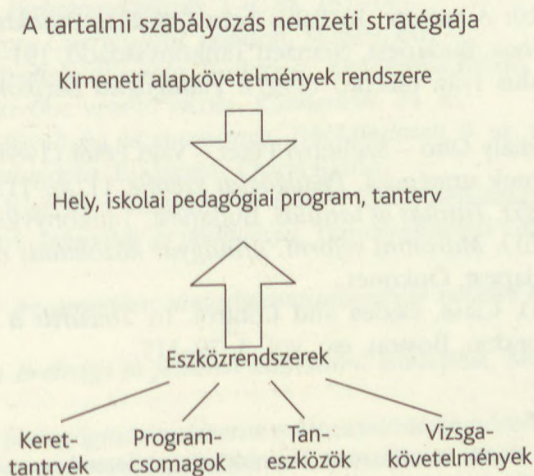 A tartalmi szabályozás nemzeti stratégiája
Kimeneti alapkövetelmények rendszere
Hely, iskolai pedagógiai program, tanterv
Eszközrendszerek
Keret-
tantrvek
Program-
csomagok
Tan-
eszközök
Vizsga-
követelmények